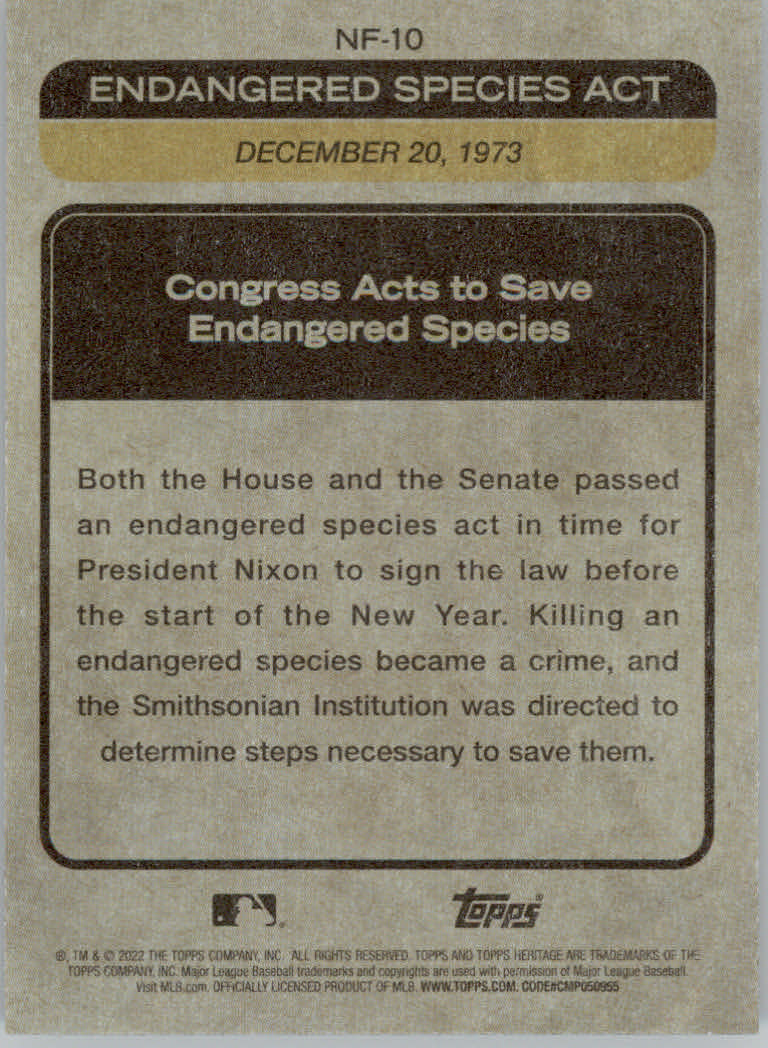 NF-10
ENDANGERED SPECIES ACT
DECEMBER 20, 1973
Congress Acts to Save
Endangered Species
Both the House and the Senate passed
an endangered species act in time for
President Nixon to sign the law before
the start of the New Year. Killing an
endangered species became a crime, and
the Smithsonian Institution was directed to
determine steps necessary to save them.
topps®
®, TM & © 2022 THE TOPPS COMPANY, INC. ALL RIGHTS RESERVED. TOPPS AND TOPPS HERITAGE ARE TRADEMARKS OF THE
TOPPS COMPANY, INC. Major League Baseball trademarks and copyrights are used with permission of Major League Baseball.
Visit MLB.com. OFFICIALLY LICENSED PRODUCT OF MLB. WWW.TOPPS.COM. CODE#CMP050955